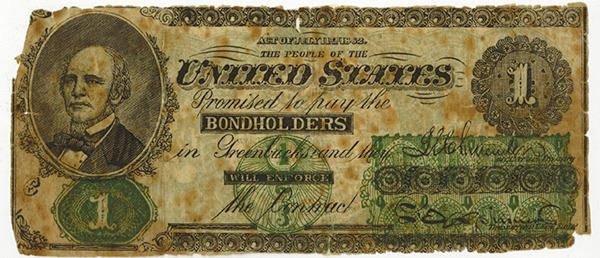 ACT OF JULY 11TH 1862.
THE PEOPLE OF THE
UNITED STATES
1
Promised to pay the
BONDHOLDERS
in Greenbacks and they
WILL ENFORCE
1
the Contract